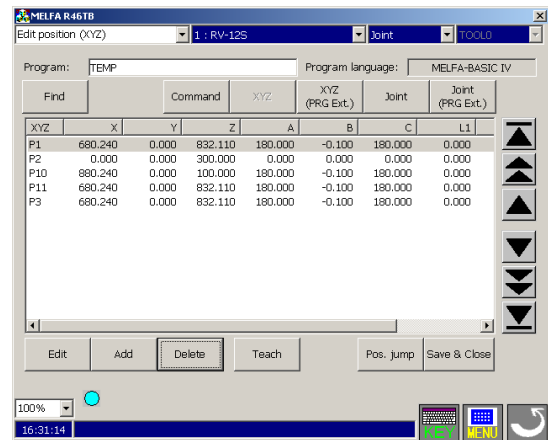 MELFA R46TB
Edit position (XYZ) 1 : RV-12S Joint TOOL0
Program: TEMP Program language: MELFA-BASIC IV
Find Command XYZ XYZ (PRG Ext.) Joint Joint (PRG Ext.)
XYZ X Y Z A B C L1
P1 680.240 0.000 832.110 180.000 -0.100 180.000 0.000
P2 0.000 0.000 300.000 0.000 0.000 0.000 0.000
P10 880.240 0.000 100.000 180.000 -0.100 180.000 0.000
P11 680.240 0.000 832.110 180.000 -0.100 180.000 0.000
P3 680.240 0.000 832.110 180.000 -0.100 180.000 0.000
Edit Add Delete Teach Pos. jump Save & Close
100%
16:31:14 KEY MENU